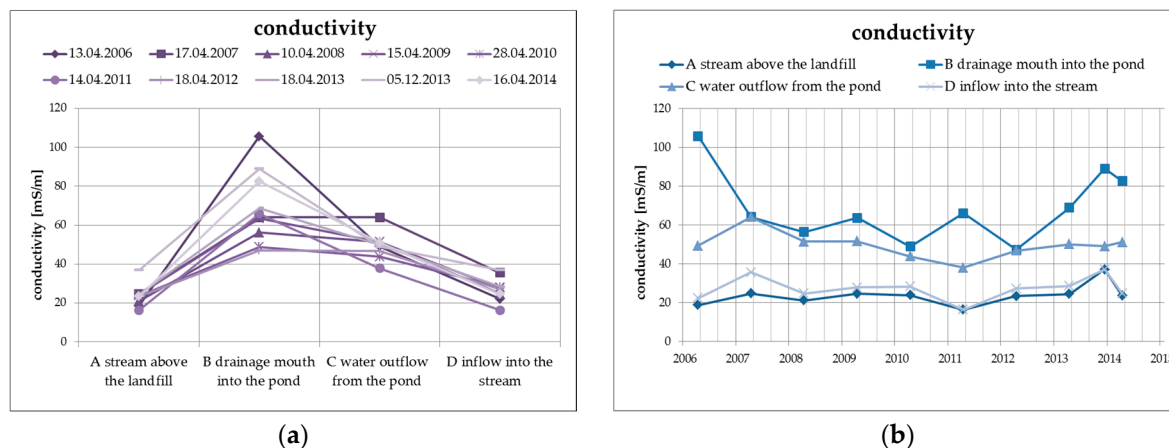 conductivity
13.04.2006 17.04.2007 10.04.2008 15.04.2009 28.04.2010
14.04.2011 18.04.2012 18.04.2013 05.12.2013 16.04.2014
conductivity [mS/m]
120
100
80
60
40
20
0
A stream above the landfill
B drainage mouth into the pond
C water outflow from the pond
D inflow into the stream
(a)
conductivity
A stream above the landfill B drainage mouth into the pond
C water outflow from the pond D inflow into the stream
conductivity [mS/m]
120
100
80
60
40
20
0
2006 2007 2008 2009 2010 2011 2012 2013 2014 2015
(b)